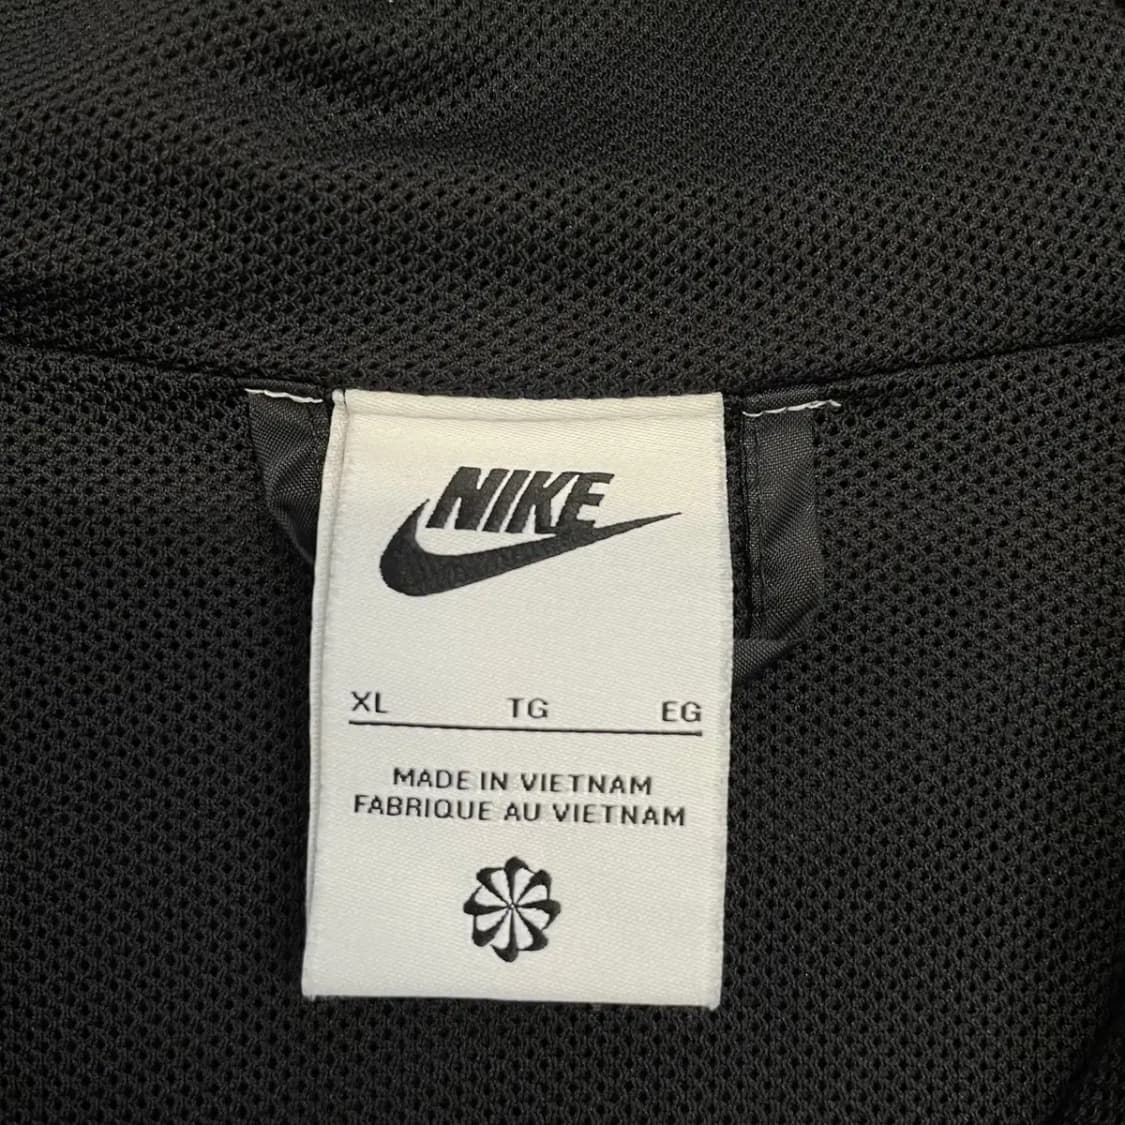 NIKE
XL TG EG
MADE IN VIETNAM
FABRIQUE AU VIETNAM